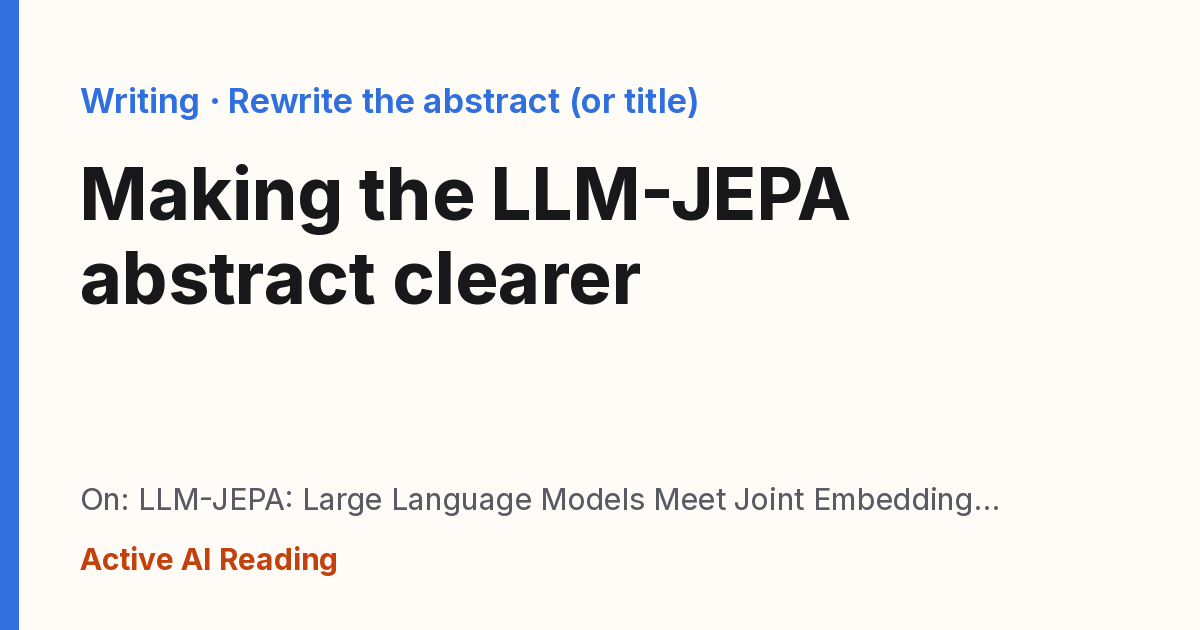 Writing · Rewrite the abstract (or title)
Making the LLM-JEPA
abstract clearer
On: LLM-JEPA: Large Language Models Meet Joint Embedding...
Active AI Reading